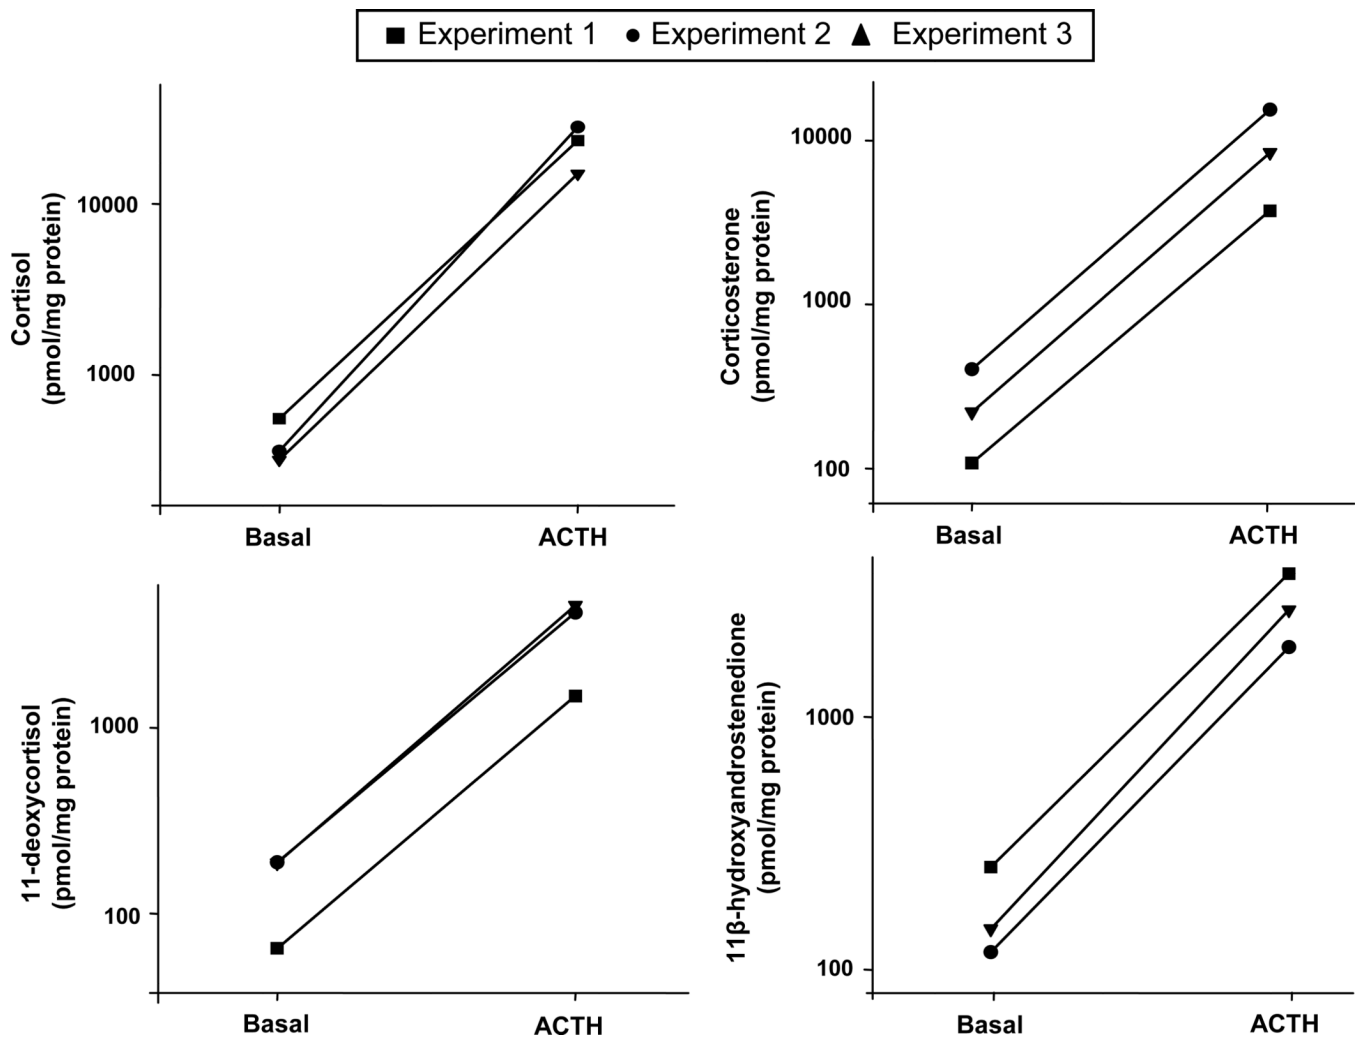 Experiment 1 Experiment 2 Experiment 3
Cortisol
(pmol/mg protein)
10000
1000
Basal ACTH
Corticosterone
(pmol/mg protein)
10000
1000
100
Basal ACTH
11-deoxycortisol
(pmol/mg protein)
1000
100
Basal ACTH
11β-hydroxyandrostenedione
(pmol/mg protein)
1000
100
Basal ACTH